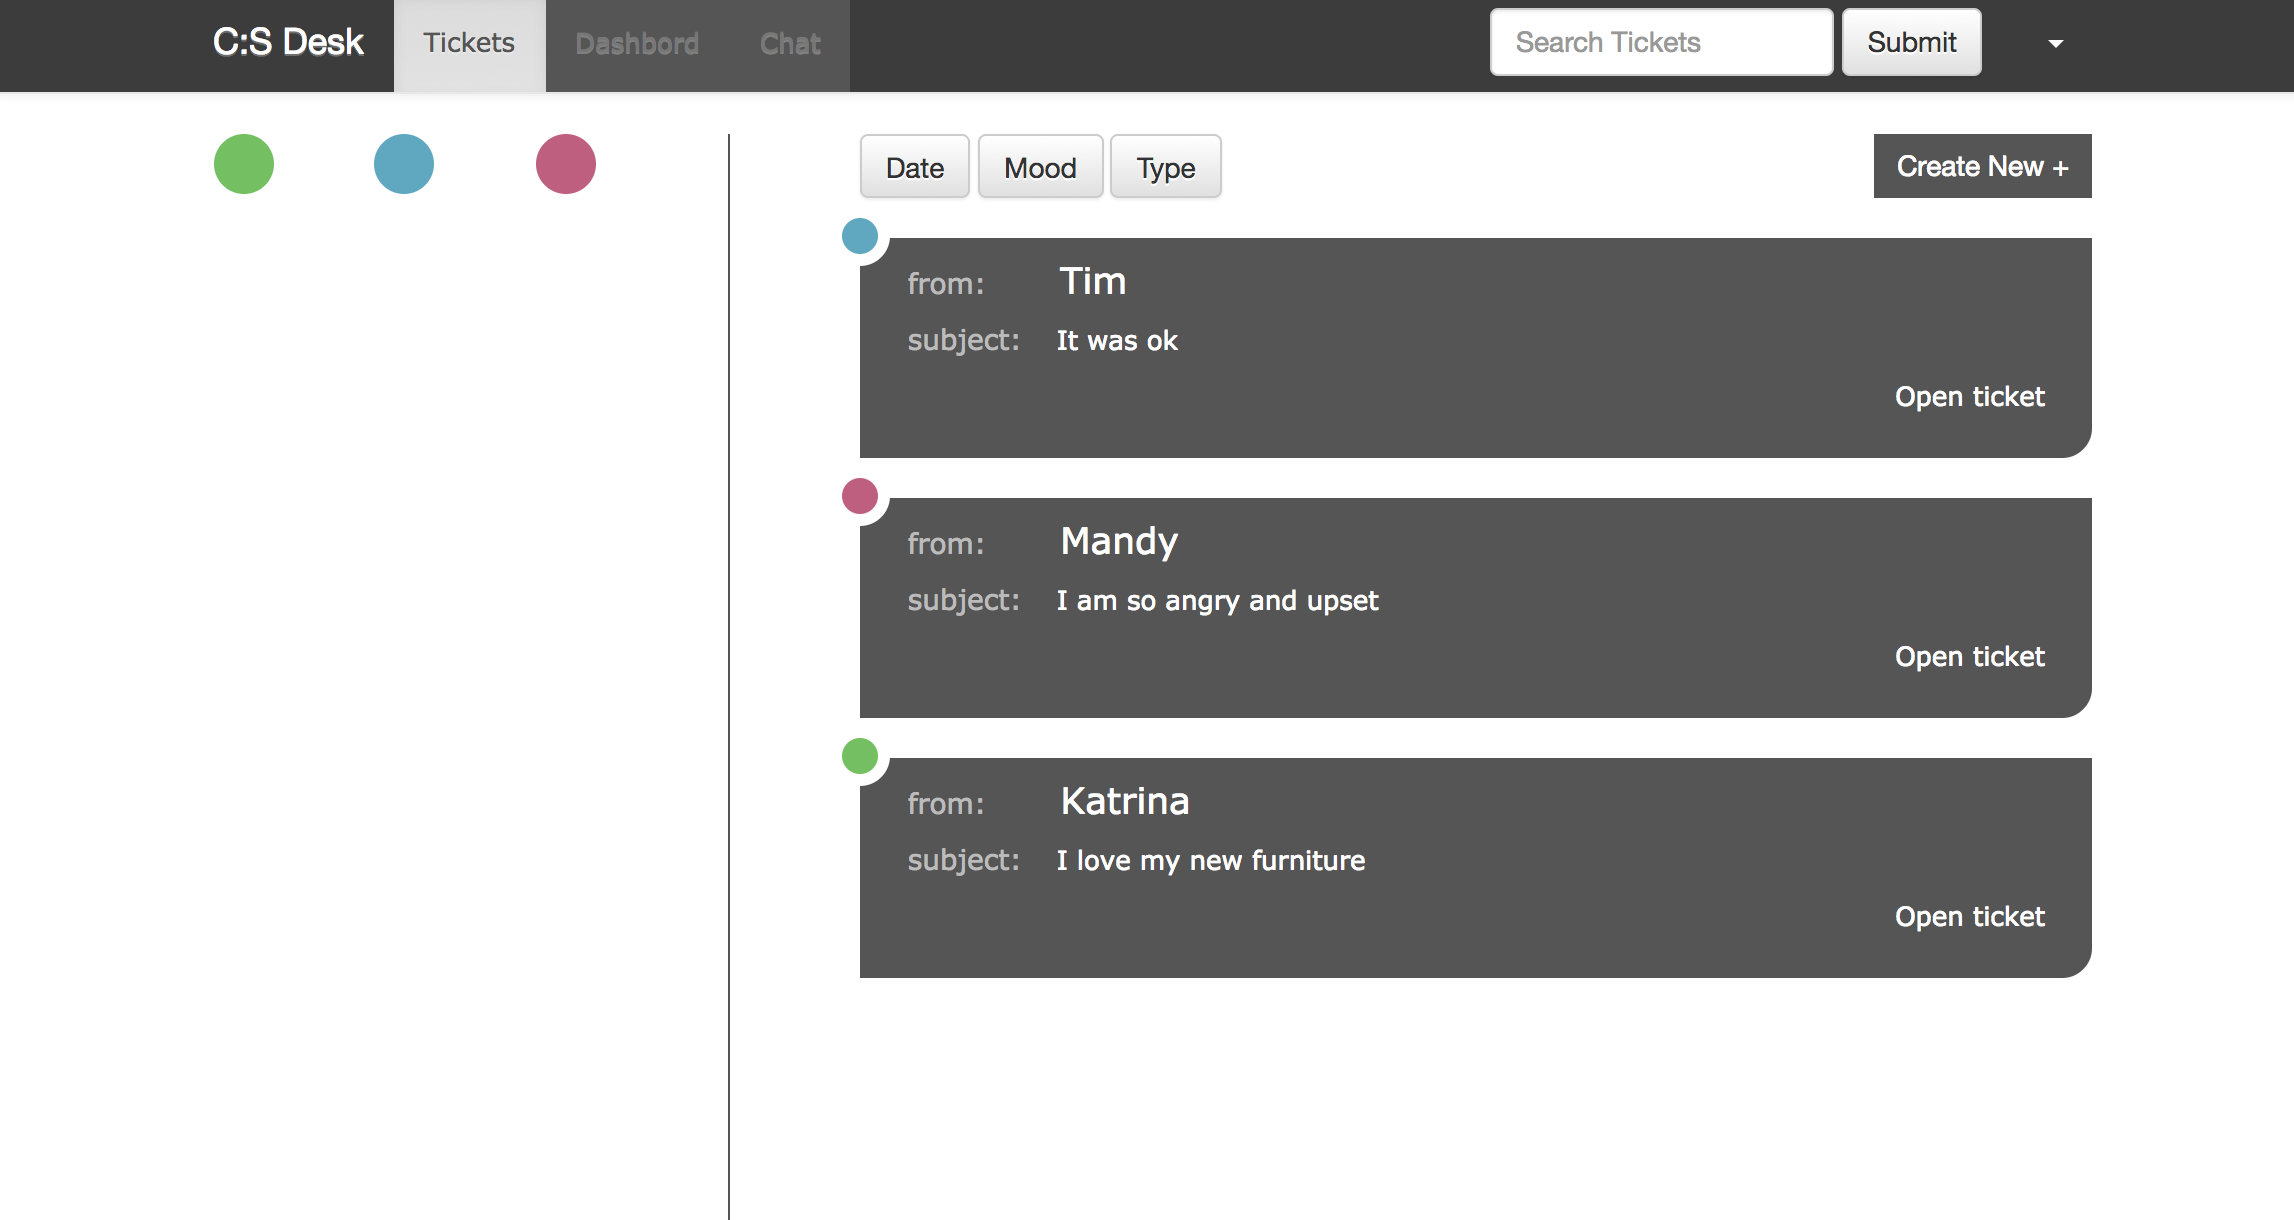 C:S Desk Tickets Dashbord Chat Search Tickets Submit
Date Mood Type Create New +
from: Tim
subject: It was ok
Open ticket
from: Mandy
subject: I am so angry and upset
Open ticket
from: Katrina
subject: I love my new furniture
Open ticket